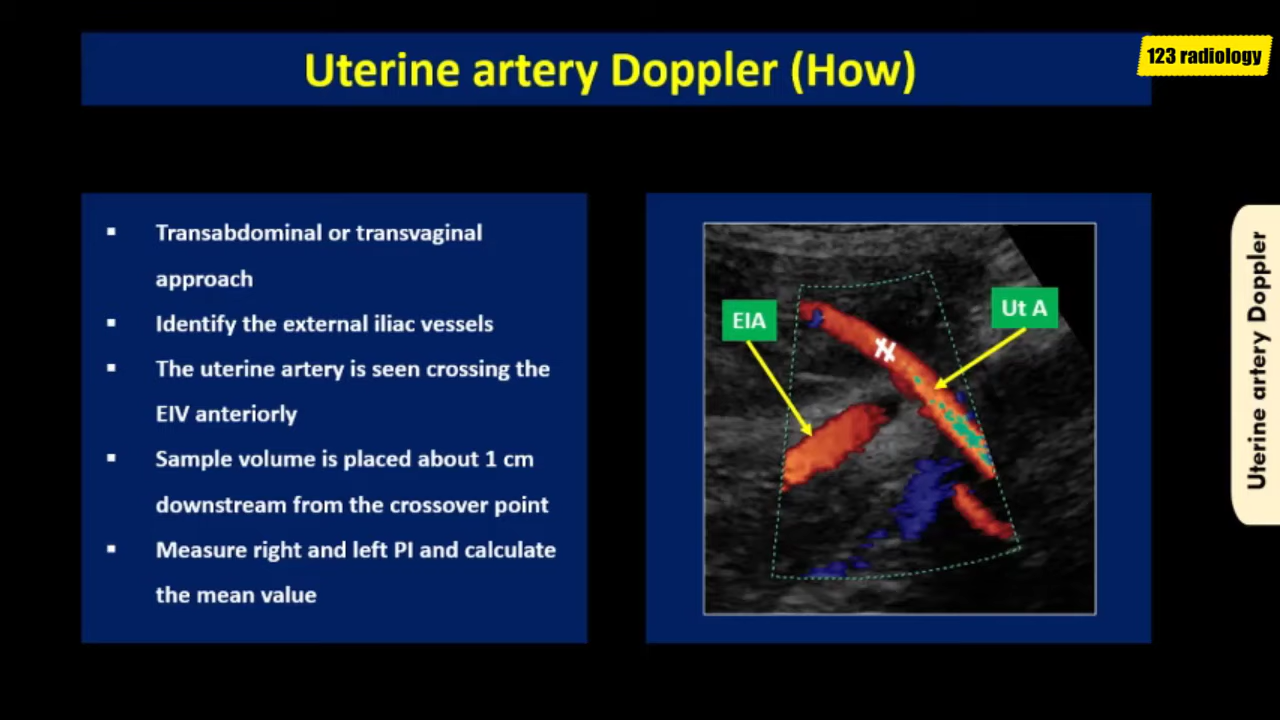 Uterine artery Doppler (How)
123 radiology
▪ Transabdominal or transvaginal
approach
▪ Identify the external iliac vessels
▪ The uterine artery is seen crossing the
EIV anteriorly
▪ Sample volume is placed about 1 cm
downstream from the crossover point
▪ Measure right and left PI and calculate
the mean value
EIA
Ut A
Uterine artery Doppler